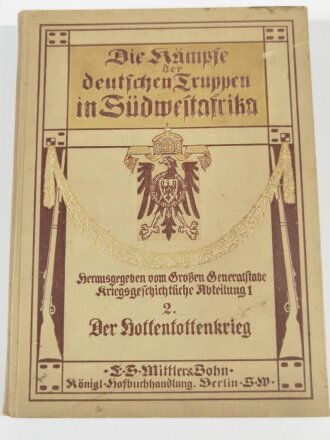 Die Kämpfe
der
deutschen Truppen
in Südwestafrika
Herausgegeben vom Großen Generalstabe
Kriegsgeschichtliche Abteilung 1
2.
Der Hottentottenkrieg
E. S. Mittler & Sohn
Königl. Hofbuchhandlung. Berlin S.W.